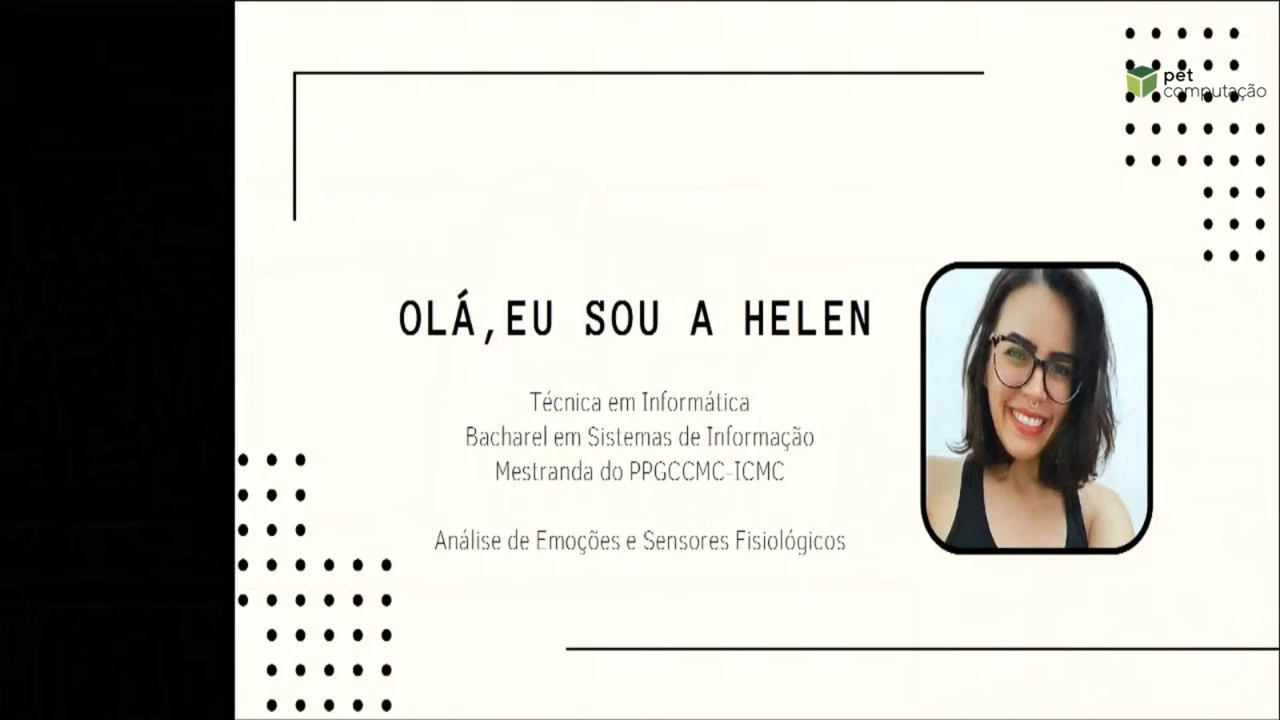 pet
computação
OLÁ,EU SOU A HELEN
Técnica em Informática
Bacharel em Sistemas de Informação
Mestranda do PPGCCMC-ICMC
Análise de Emoções e Sensores Fisiológicos